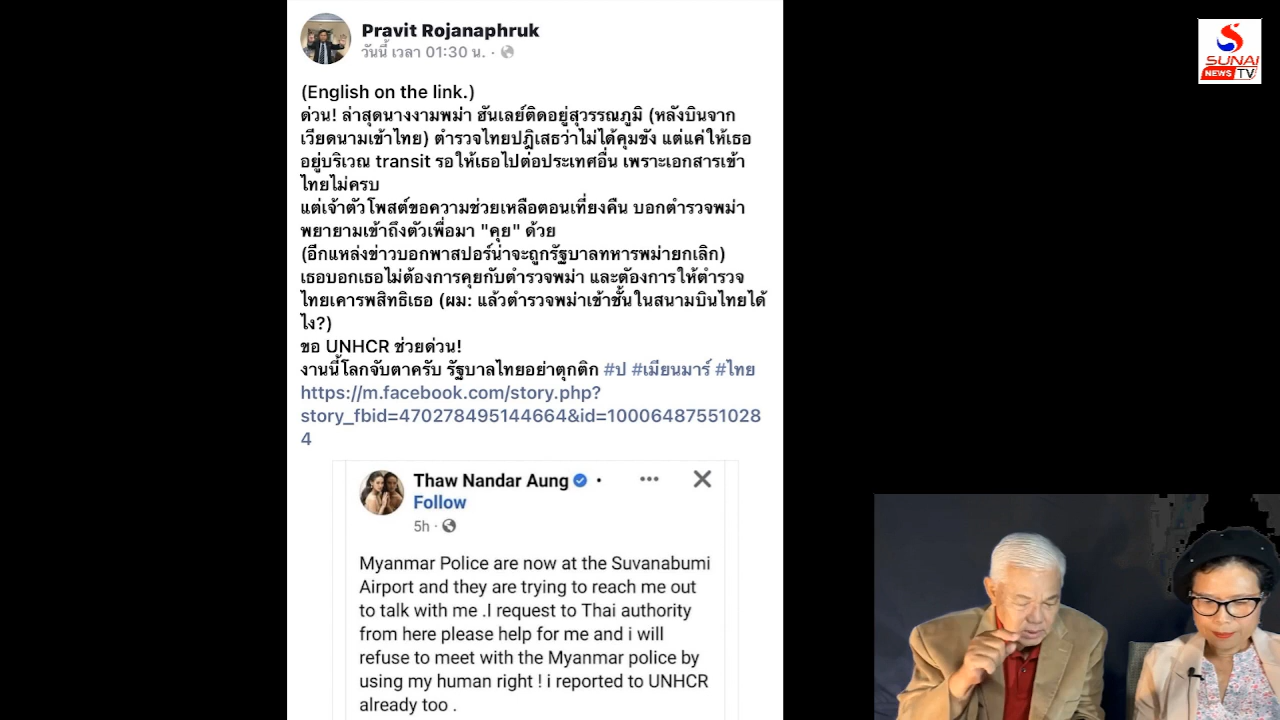 Pravit Rojanaphruk
วันนี้ เวลา 01:30 น. ·
(English on the link.)
ด่วน! ล่าสุดนางงามพม่า ฮันเลย์ติดอยู่สุวรรณภูมิ (หลังบินจาก
เวียดนามเข้าไทย) ตำรวจไทยปฎิเสธว่าไม่ได้คุมขัง แต่แค่ให้เธอ
อยู่บริเวณ transit รอให้เธอไปต่อประเทศอื่น เพราะเอกสารเข้า
ไทยไม่ครบ
แต่เจ้าตัวโพสต์ขอความช่วยเหลือตอนเที่ยงคืน บอกตำรวจพม่า
พยายามเข้าถึงตัวเพื่อมา "คุย" ด้วย
(อีกแหล่งข่าวบอกพาสปอร์น่าจะถูกรัฐบาลทหารพม่ายกเลิก)
เธอบอกเธอไม่ต้องการคุยกับตำรวจพม่า และต้องการให้ตำรวจ
ไทยเคารพสิทธิเธอ (ผม: แล้วตำรวจพม่าเข้าชั้นในสนามบินไทยได้
ไง?)
ขอ UNHCR ช่วยด่วน!
งานนี้โลกจับตาครับ รัฐบาลไทยอย่าตุกติก #ป #เมียนมาร์ #ไทย
https://m.facebook.com/story.php?
story_fbid=470278495144664&id=10006487551028
4
Thaw Nandar Aung ·
Follow
5h ·
Myanmar Police are now at the Suvanabumi
Airport and they are trying to reach me out
to talk with me .I request to Thai authority
from here please help for me and i will
refuse to meet with the Myanmar police by
using my human right ! i reported to UNHCR
already too .
SUNAI
NEWS TV